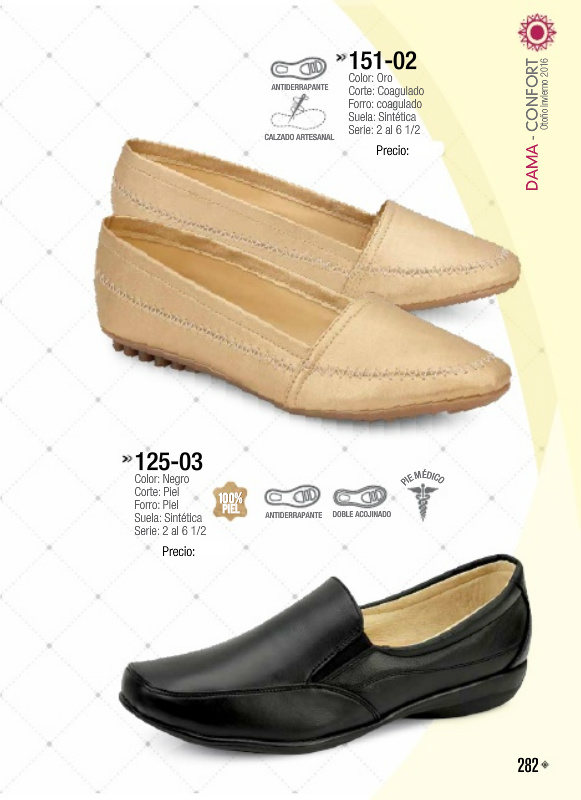 151-02
Color: Oro
Corte: Coagulado
Forro: coagulado
Suela: Sintética
Serie: 2 al 6 1/2
Precio:
ANTIDERRAPANTE
CALZADO ARTESANAL
DAMA - CONFORT
Otoño Invierno 2016
125-03
Color: Negro
Corte: Piel
Forro: Piel
Suela: Sintética
Serie: 2 al 6 1/2
Precio:
100%
PIEL
ANTIDERRAPANTE
DOBLE ACOJINADO
PIE MÉDICO
282